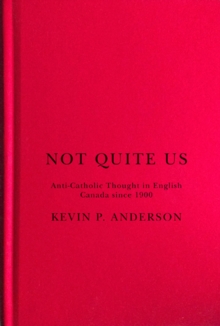 NOT QUITE US
Anti-Catholic Thought in English
Canada since 1900
KEVIN P. ANDERSON